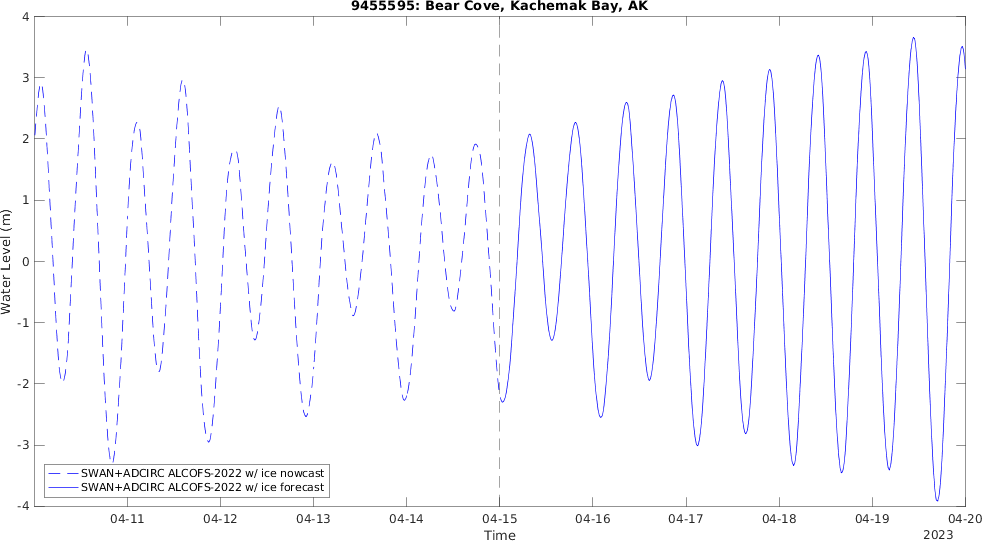 9455595: Bear Cove, Kachemak Bay, AK
4
3
2
1
0
-1
-2
-3
-4
Water Level (m)
SWAN+ADCIRC ALCOFS-2022 w/ ice nowcast
SWAN+ADCIRC ALCOFS-2022 w/ ice forecast
04-11 04-12 04-13 04-14 04-15 04-16 04-17 04-18 04-19 04-20
Time
2023